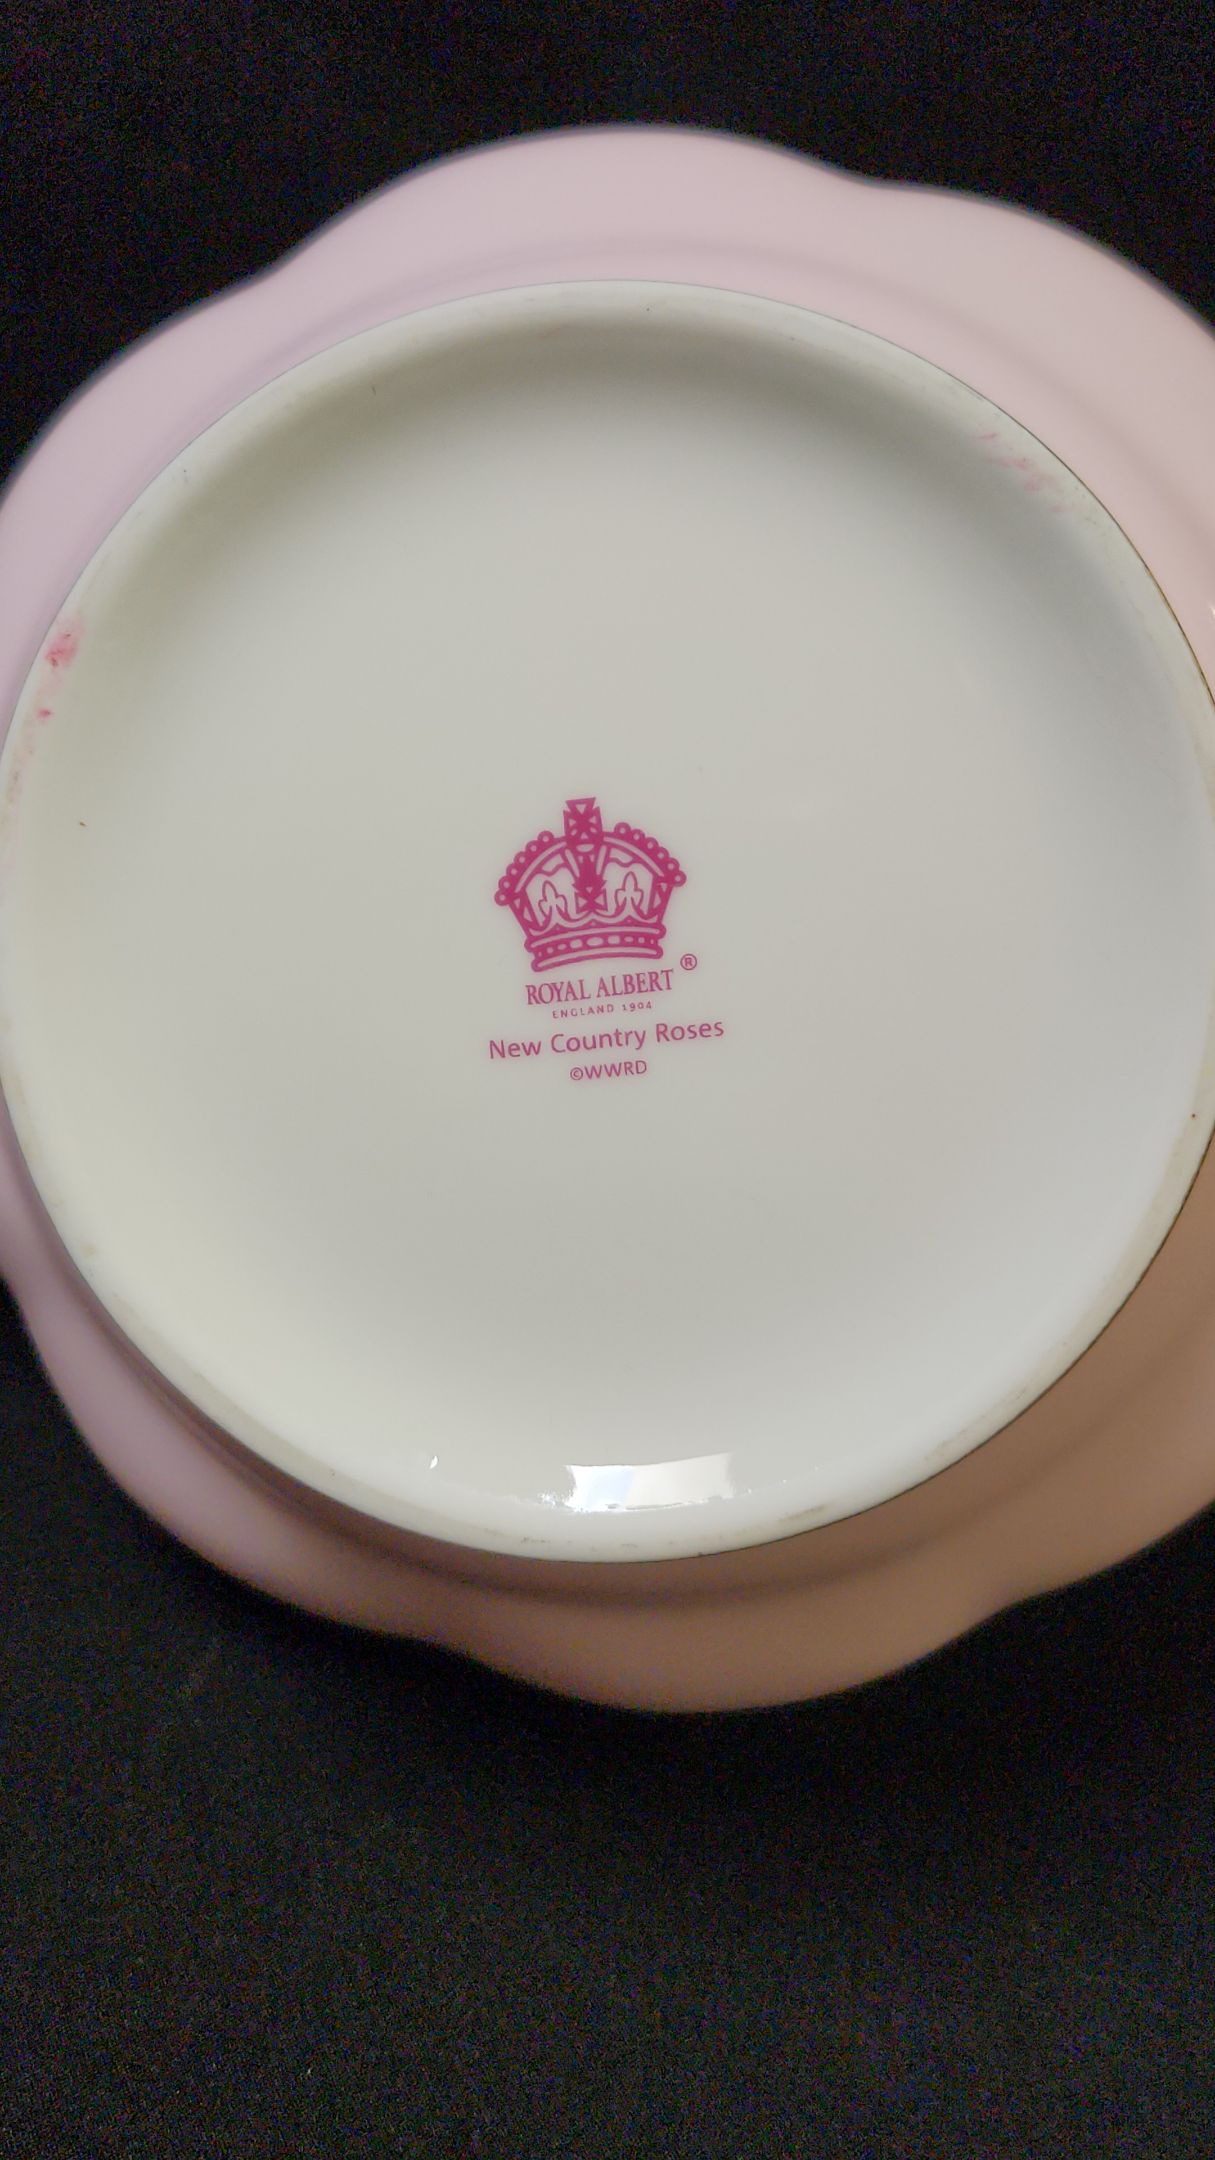 ®
ROYAL ALBERT
ENGLAND 1904
New Country Roses
©WWRD